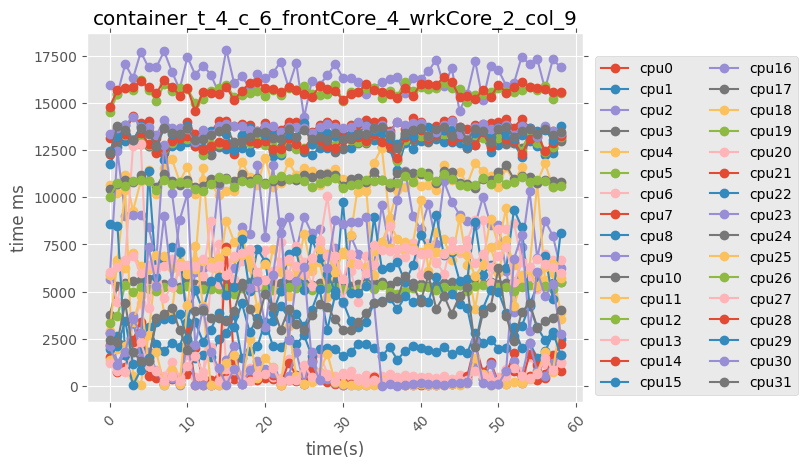 container_t_4_c_6_frontCore_4_wrkCore_2_col_9
time ms
17500
15000
12500
10000
7500
5000
2500
0
0
10
20
30
40
50
60
time(s)
cpu0
cpu1
cpu2
cpu3
cpu4
cpu5
cpu6
cpu7
cpu8
cpu9
cpu10
cpu11
cpu12
cpu13
cpu14
cpu15
cpu16
cpu17
cpu18
cpu19
cpu20
cpu21
cpu22
cpu23
cpu24
cpu25
cpu26
cpu27
cpu28
cpu29
cpu30
cpu31